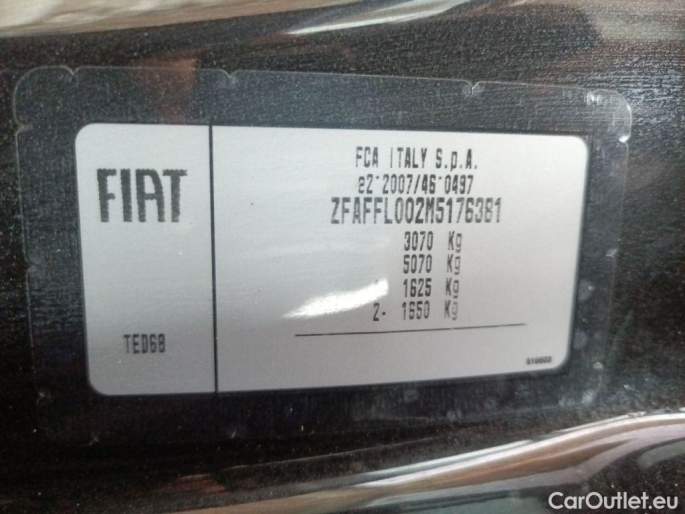 FIAT
TED68
FCA ITALY S.p.A.
e2*2007/46*0497
ZFAFFL002M5176381
3070 Kg
5070 Kg
1625 Kg
2- 1650 Kg
CarOutlet.eu